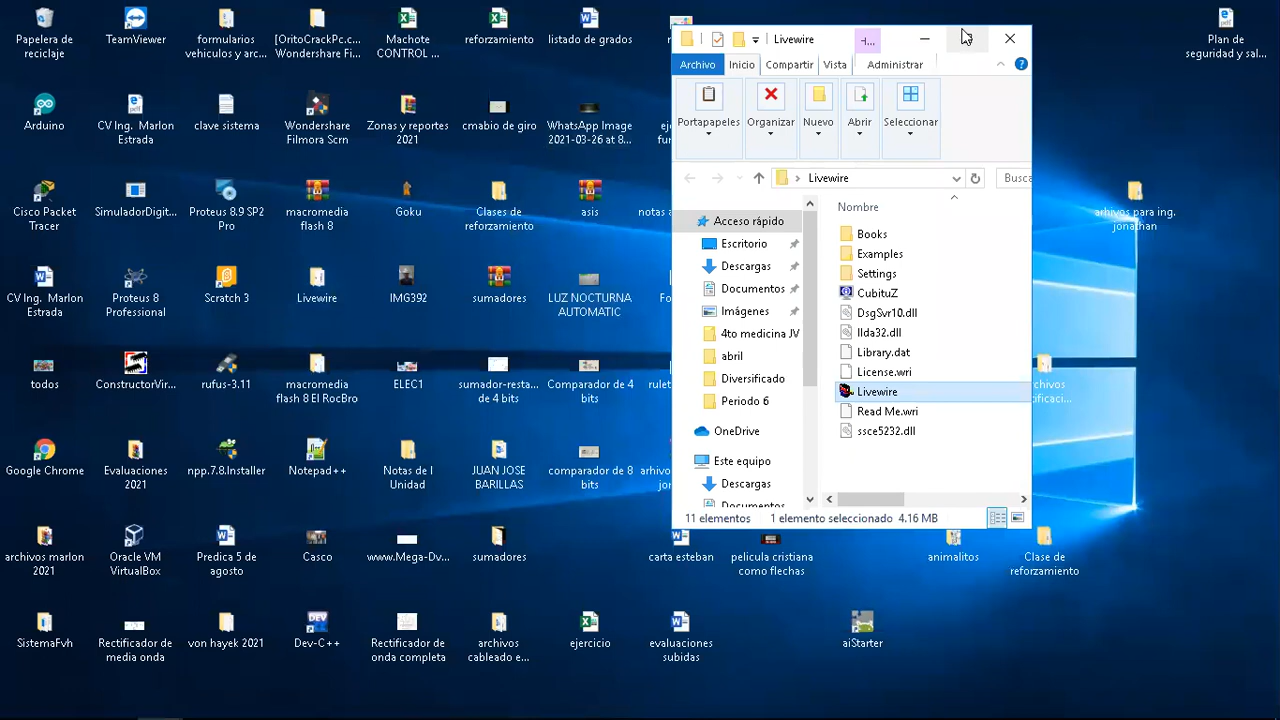 Papelera de
reciclaje
TeamViewer
formularios
vehiculos y arc...
[OritoCrackPc.c...
Wondershare Fi...
Machote
CONTROL ...
reforzamiento
listado de grados
Plan de
seguridad y sal...
Arduino
CV Ing. Marlon
Estrada
clave sistema
Wondershare
Filmora Scrn
Zonas y reportes
2021
cmabio de giro
WhatsApp Image
2021-03-26 at 8...
Cisco Packet
Tracer
SimuladorDigit...
Proteus 8.9 SP2
Pro
macromedia
flash 8
Goku
Clases de
reforzamiento
asis
notas a
arhivos para ing.
jonathan
CV Ing. Marlon
Estrada
Proteus 8
Professional
Scratch 3
Livewire
IMG392
sumadores
LUZ NOCTURNA
AUTOMATIC
todos
ConstructorVir...
rufus-3.11
macromedia
flash 8 El RocBro
ELEC1
sumador-resta...
de 4 bits
Comparador de 4
bits
Google Chrome
Evaluaciones
2021
npp.7.8.Installer
Notepad++
Notas de I
Unidad
JUAN JOSE
BARILLAS
comparador de 8
bits
archivos marlon
2021
Oracle VM
VirtualBox
Predica 5 de
agosto
Casco
www.Mega-Dv...
sumadores
carta esteban
pelicula cristiana
como flechas
animalitos
Clase de
reforzamiento
SistemaFvh
Rectificador de
media onda
von hayek 2021
Dev-C++
Rectificador de
onda completa
archivos
cableado e...
ejercicio
evaluaciones
subidas
aiStarter
Livewire
Archivo
Inicio
Compartir
Vista
Administrar
Portapapeles
Organizar
Nuevo
Abrir
Seleccionar
Livewire
Busca
Nombre
Acceso rápido
Escritorio
Descargas
Documentos
Imágenes
4to medicina JV
abril
Diversificado
Periodo 6
OneDrive
Este equipo
Descargas
Documentos
Books
Examples
Settings
CubituZ
DsgSvr10.dll
Ilda32.dll
Library.dat
License.wri
Livewire
Read Me.wri
ssce5232.dll
11 elementos
1 elemento seleccionado 4.16 MB